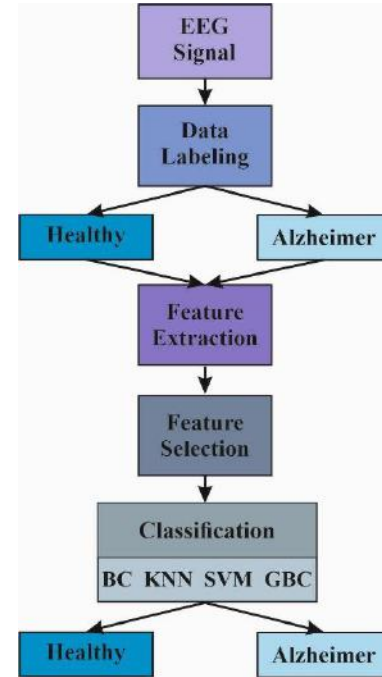 EEG
Signal
Data
Labeling
Healthy
Alzheimer
Feature
Extraction
Feature
Selection
Classification
BC KNN SVM GBC
Healthy
Alzheimer